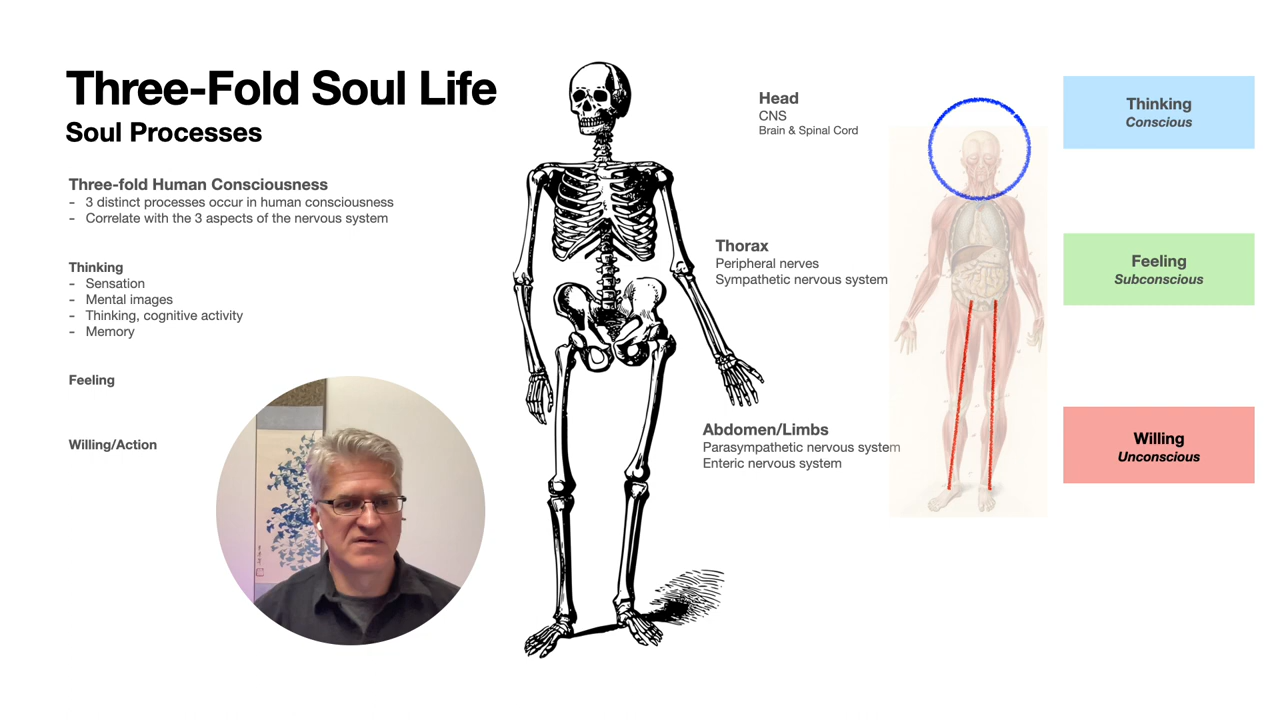 Three-Fold Soul Life
Soul Processes
Three-fold Human Consciousness
- 3 distinct processes occur in human consciousness
- Correlate with the 3 aspects of the nervous system
Thinking
- Sensation
- Mental images
- Thinking, cognitive activity
- Memory
Feeling
Willing/Action
Head
CNS
Brain & Spinal Cord
Thorax
Peripheral nerves
Sympathetic nervous system
Abdomen/Limbs
Parasympathetic nervous system
Enteric nervous system
Thinking
Conscious
Feeling
Subconscious
Willing
Unconscious